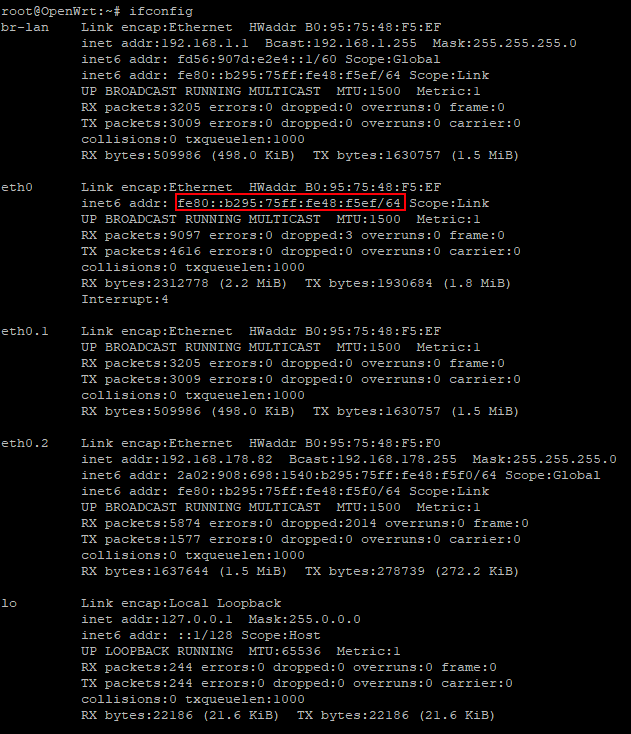 root@OpenWrt:~# ifconfig
br-lan    Link encap:Ethernet  HWaddr B0:95:75:48:F5:EF
          inet addr:192.168.1.1  Bcast:192.168.1.255  Mask:255.255.255.0
          inet6 addr: fd56:907d:e2e4::1/60 Scope:Global
          inet6 addr: fe80::b295:75ff:fe48:f5ef/64 Scope:Link
          UP BROADCAST RUNNING MULTICAST  MTU:1500  Metric:1
          RX packets:3205 errors:0 dropped:0 overruns:0 frame:0
          TX packets:3009 errors:0 dropped:0 overruns:0 carrier:0
          collisions:0 txqueuelen:1000
          RX bytes:509986 (498.0 KiB)  TX bytes:1630757 (1.5 MiB)
eth0      Link encap:Ethernet  HWaddr B0:95:75:48:F5:EF
          inet6 addr: fe80::b295:75ff:fe48:f5ef/64 Scope:Link
          UP BROADCAST RUNNING MULTICAST  MTU:1500  Metric:1
          RX packets:9097 errors:0 dropped:3 overruns:0 frame:0
          TX packets:4616 errors:0 dropped:0 overruns:0 carrier:0
          collisions:0 txqueuelen:1000
          RX bytes:2312778 (2.2 MiB)  TX bytes:1930684 (1.8 MiB)
          Interrupt:4
eth0.1    Link encap:Ethernet  HWaddr B0:95:75:48:F5:EF
          UP BROADCAST RUNNING MULTICAST  MTU:1500  Metric:1
          RX packets:3205 errors:0 dropped:0 overruns:0 frame:0
          TX packets:3009 errors:0 dropped:0 overruns:0 carrier:0
          collisions:0 txqueuelen:1000
          RX bytes:509986 (498.0 KiB)  TX bytes:1630757 (1.5 MiB)
eth0.2    Link encap:Ethernet  HWaddr B0:95:75:48:F5:F0
          inet addr:192.168.178.82  Bcast:192.168.178.255  Mask:255.255.255.0
          inet6 addr: 2a02:908:698:1540:b295:75ff:fe48:f5f0/64 Scope:Global
          inet6 addr: fe80::b295:75ff:fe48:f5f0/64 Scope:Link
          UP BROADCAST RUNNING MULTICAST  MTU:1500  Metric:1
          RX packets:5874 errors:0 dropped:2014 overruns:0 frame:0
          TX packets:1577 errors:0 dropped:0 overruns:0 carrier:0
          collisions:0 txqueuelen:1000
          RX bytes:1637644 (1.5 MiB)  TX bytes:278739 (272.2 KiB)
lo        Link encap:Local Loopback
          inet addr:127.0.0.1  Mask:255.0.0.0
          inet6 addr: ::1/128 Scope:Host
          UP LOOPBACK RUNNING  MTU:65536  Metric:1
          RX packets:244 errors:0 dropped:0 overruns:0 frame:0
          TX packets:244 errors:0 dropped:0 overruns:0 carrier:0
          collisions:0 txqueuelen:1000
          RX bytes:22186 (21.6 KiB)  TX bytes:22186 (21.6 KiB)